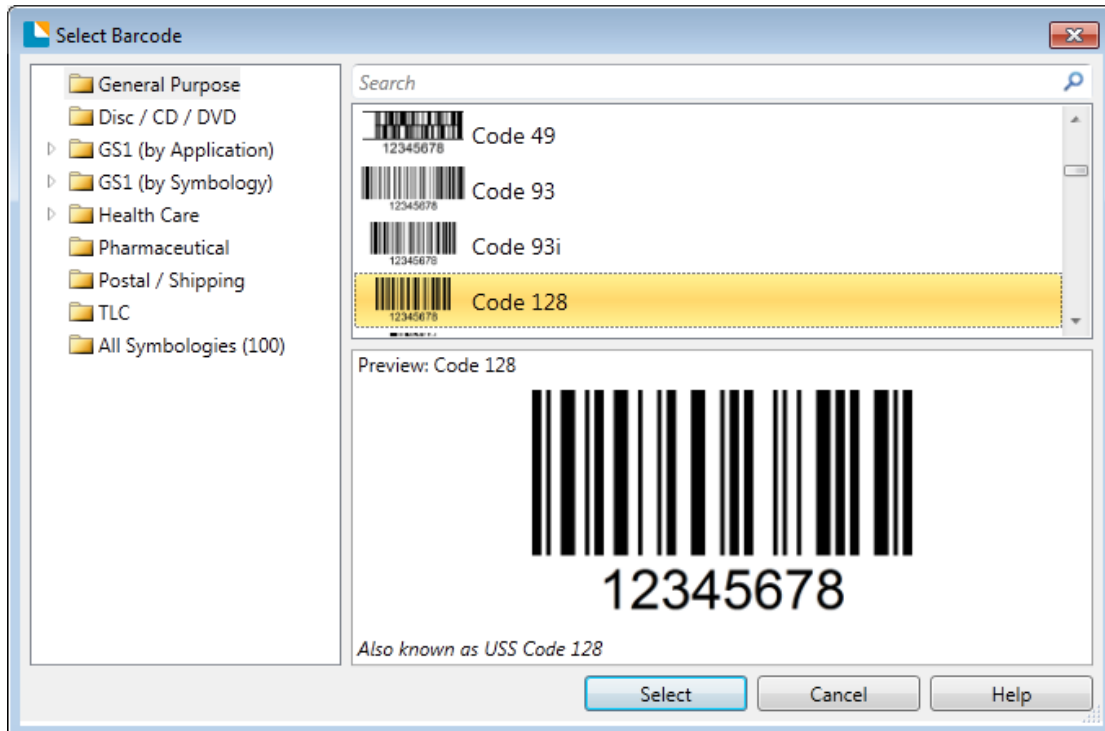 Select Barcode
General Purpose
Disc / CD / DVD
GS1 (by Application)
GS1 (by Symbology)
Health Care
Pharmaceutical
Postal / Shipping
TLC
All Symbologies (100)
Search
12345678
Code 49
12345678
Code 93
12345678
Code 93i
12345678
Code 128
Preview: Code 128
12345678
Also known as USS Code 128
Select
Cancel
Help